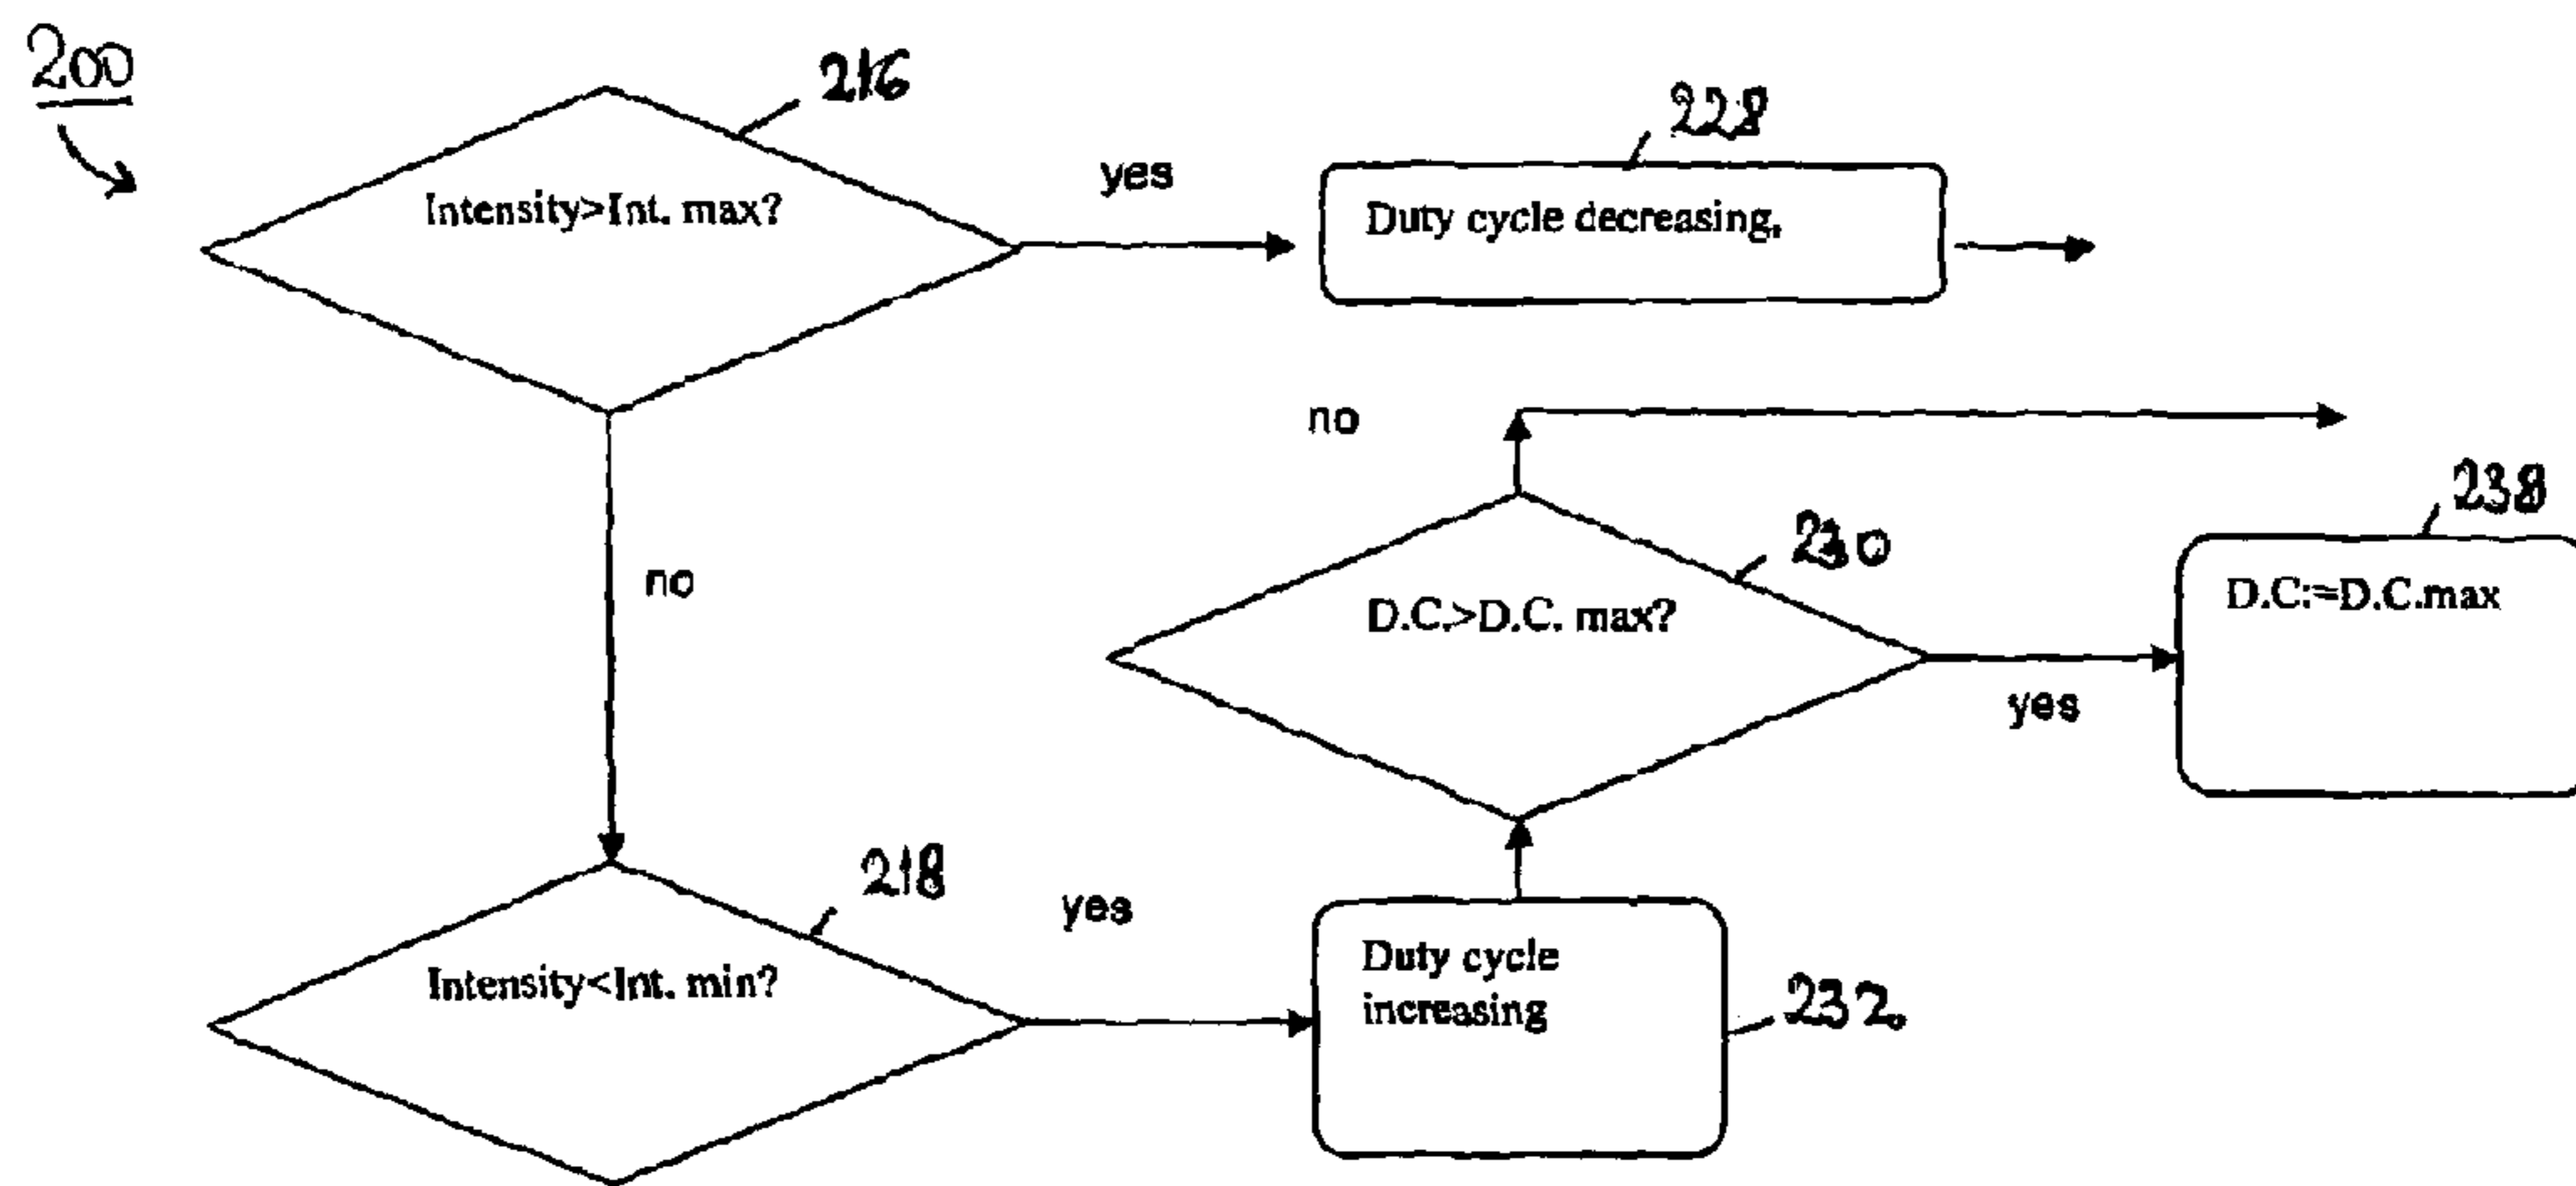 200
216
Intensity>Int. max?
yes
228
Duty cycle decreasing.
no
no
230
D.C.>D.C. max?
yes
238
D.C:=D.C.max
218
Intensity<Int. min?
yes
Duty cycle
increasing
232.